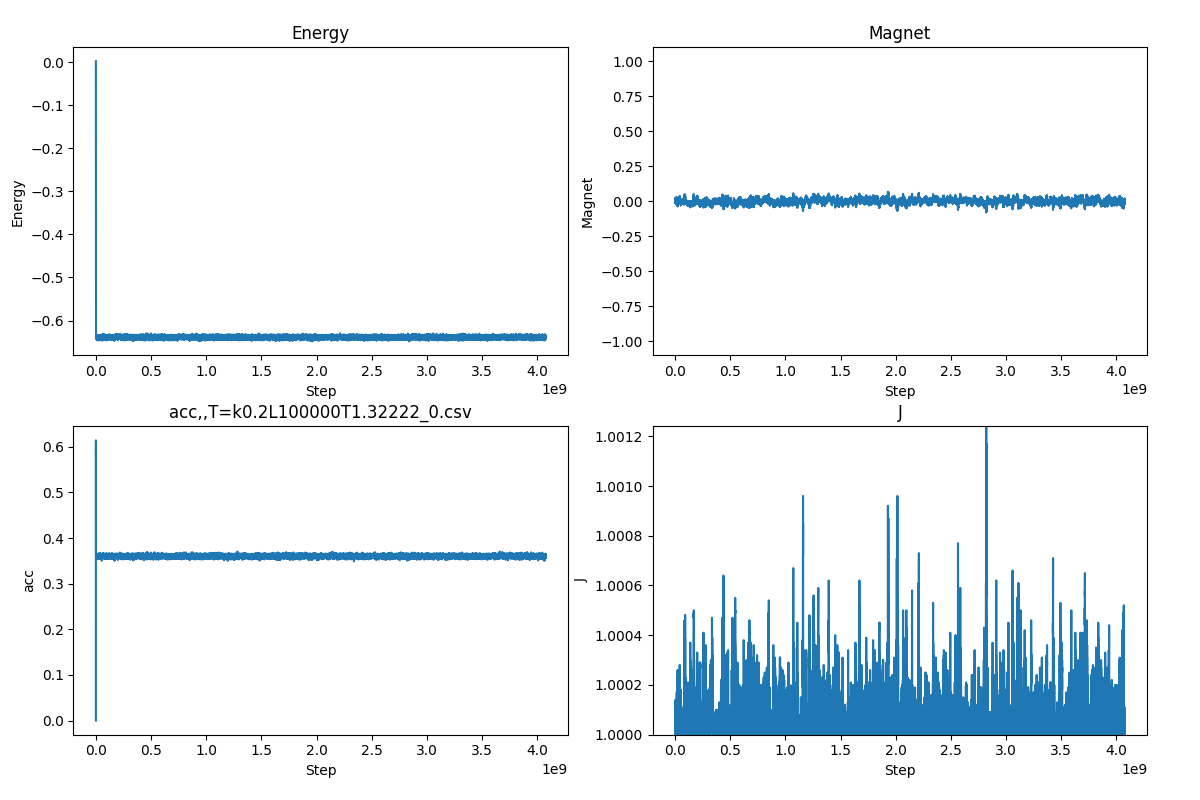 Energy
Energy
0.0
−0.1
−0.2
−0.3
−0.4
−0.5
−0.6
0.0 0.5 1.0 1.5 2.0 2.5 3.0 3.5 4.0
Step
1e9
Magnet
Magnet
1.00
0.75
0.50
0.25
0.00
−0.25
−0.50
−0.75
−1.00
0.0 0.5 1.0 1.5 2.0 2.5 3.0 3.5 4.0
Step
1e9
acc,,T=k0.2L100000T1.32222_0.csv
acc
0.6
0.5
0.4
0.3
0.2
0.1
0.0
0.0 0.5 1.0 1.5 2.0 2.5 3.0 3.5 4.0
Step
1e9
J
J
1.0012
1.0010
1.0008
1.0006
1.0004
1.0002
1.0000
0.0 0.5 1.0 1.5 2.0 2.5 3.0 3.5 4.0
Step
1e9